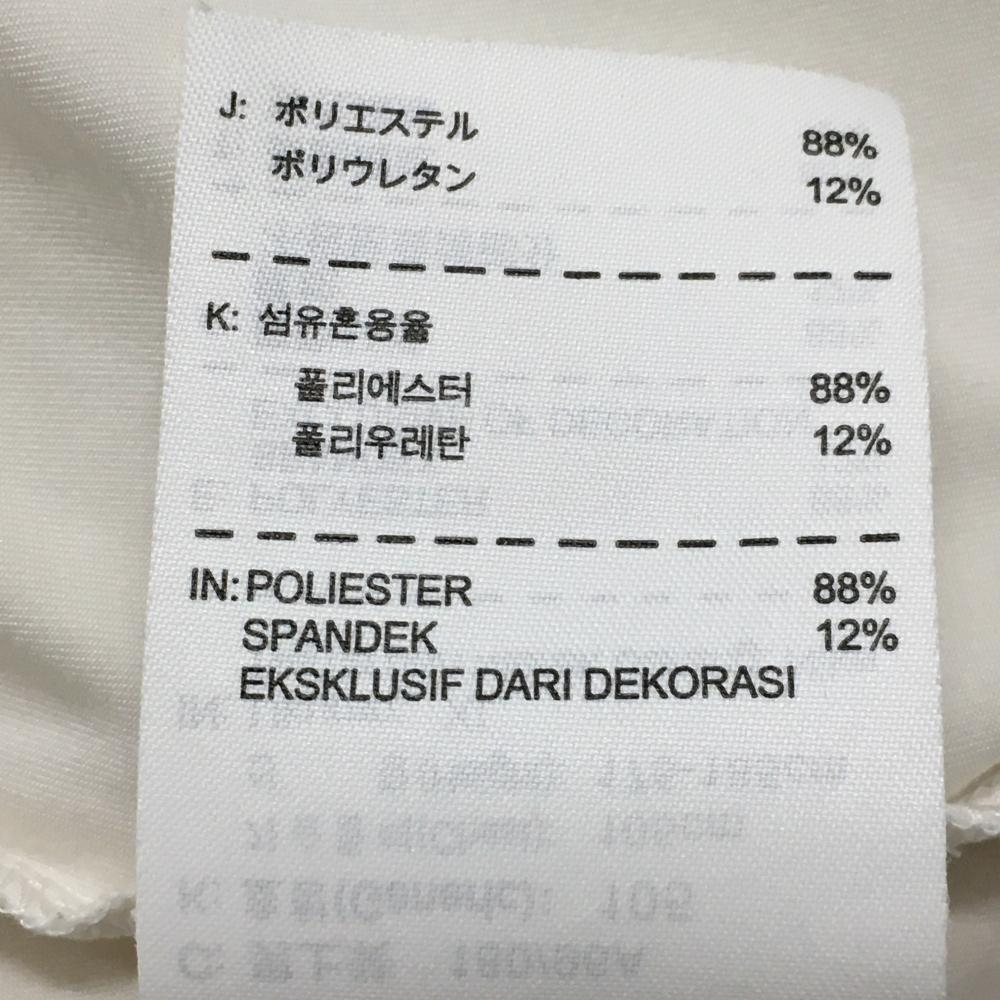 J: ポリエステル 88%
ポリウレタン 12%
K: 섬유혼용율
폴리에스터 88%
폴리우레탄 12%
IN: POLIESTER 88%
SPANDEK 12%
EKSKLUSIF DARI DEKORASI